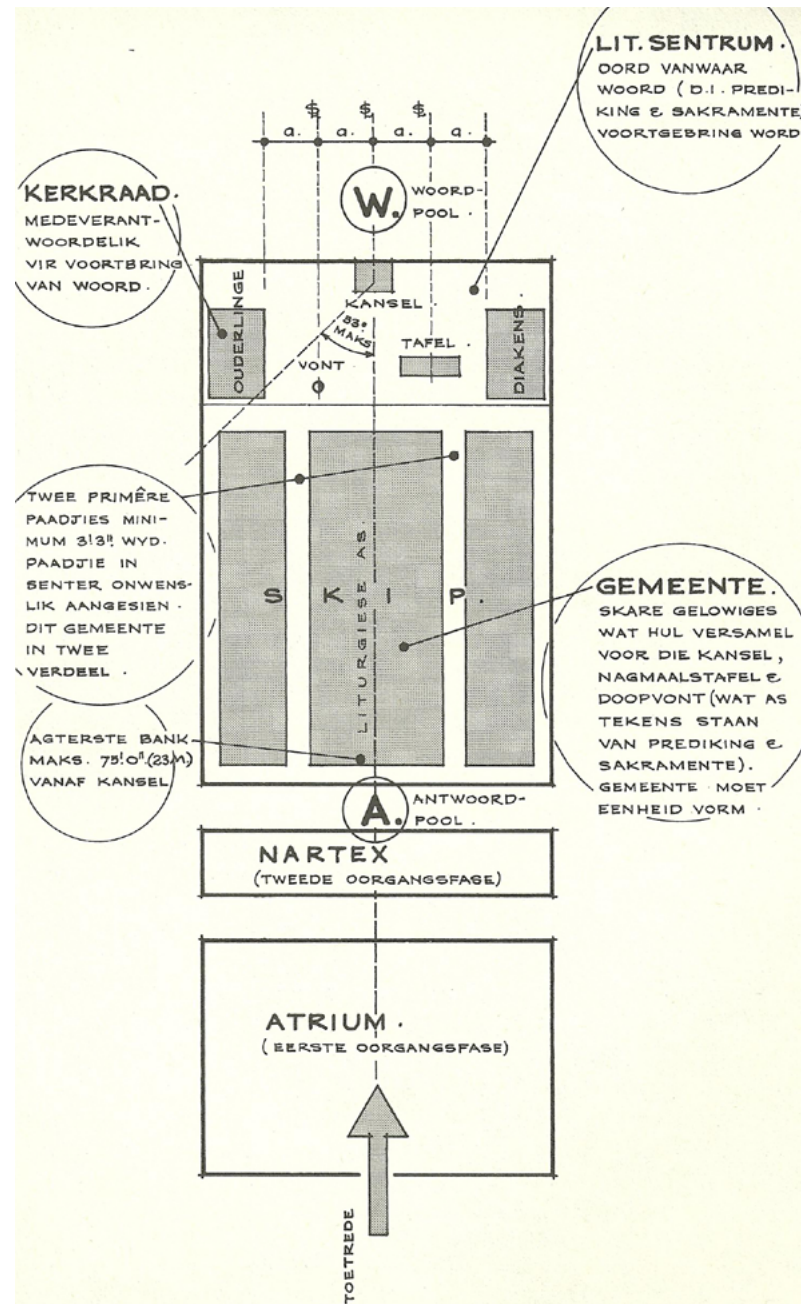 LIT. SENTRUM.
OORD VANWAAR
WOORD (D.I. PREDI-
KING & SAKRAMENTE
VOORTGEBRING WORD
a. a. a. a.
W. WOORD-
POOL.
KERKRAAD.
MEDEVERANT-
WOORDELIK
VIR VOORTBRING
VAN WOORD.
OUDERLINGE
KANSEL.
53°
MAKS
TAFEL.
VONT
DIAKENS.
TWEE PRIMÊRE
PAADJIES MINI-
MUM 3'3" WYD.
PAADJIE IN
SENTER ONWENS-
LIK AANGESIEN
DIT GEMEENTE
IN TWEE
VERDEEL.
SKIP.
LITURGIESE AS.
GEMEENTE.
SKARE GELOWIGES
WAT HUL VERSAMEL
VOOR DIE KANSEL,
NAGMAALSTAFEL &
DOOPVONT (WAT AS
TEKENS STAAN
VAN PREDIKING &
SAKRAMENTE).
GEMEENTE MOET
EENHEID VORM.
AGTERSTE BANK
MAKS. 75'0" (23M)
VANAF KANSEL
A. ANTWOORD-
POOL.
NARTEX
(TWEEDE OORGANGSFASE)
ATRIUM.
(EERSTE OORGANGSFASE)
TOETREDE